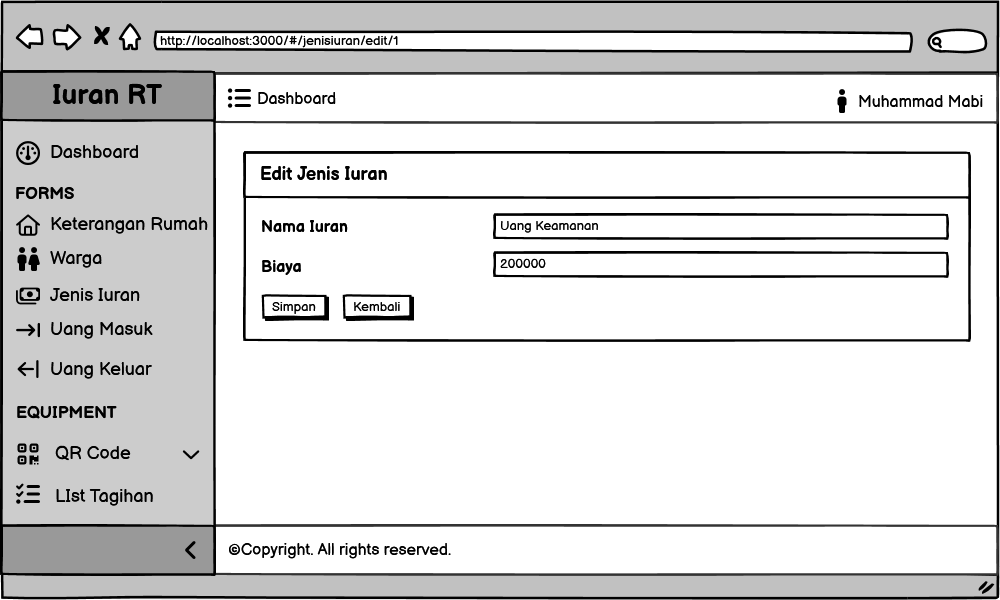 http://localhost:3000/#/jenisiuran/edit/1
Iuran RT
Dashboard
Muhammad Mabi
Dashboard
FORMS
Keterangan Rumah
Warga
Jenis Iuran
Uang Masuk
Uang Keluar
EQUIPMENT
QR Code
LIst Tagihan
Edit Jenis Iuran
Nama Iuran
Uang Keamanan
Biaya
200000
Simpan
Kembali
©Copyright. All rights reserved.